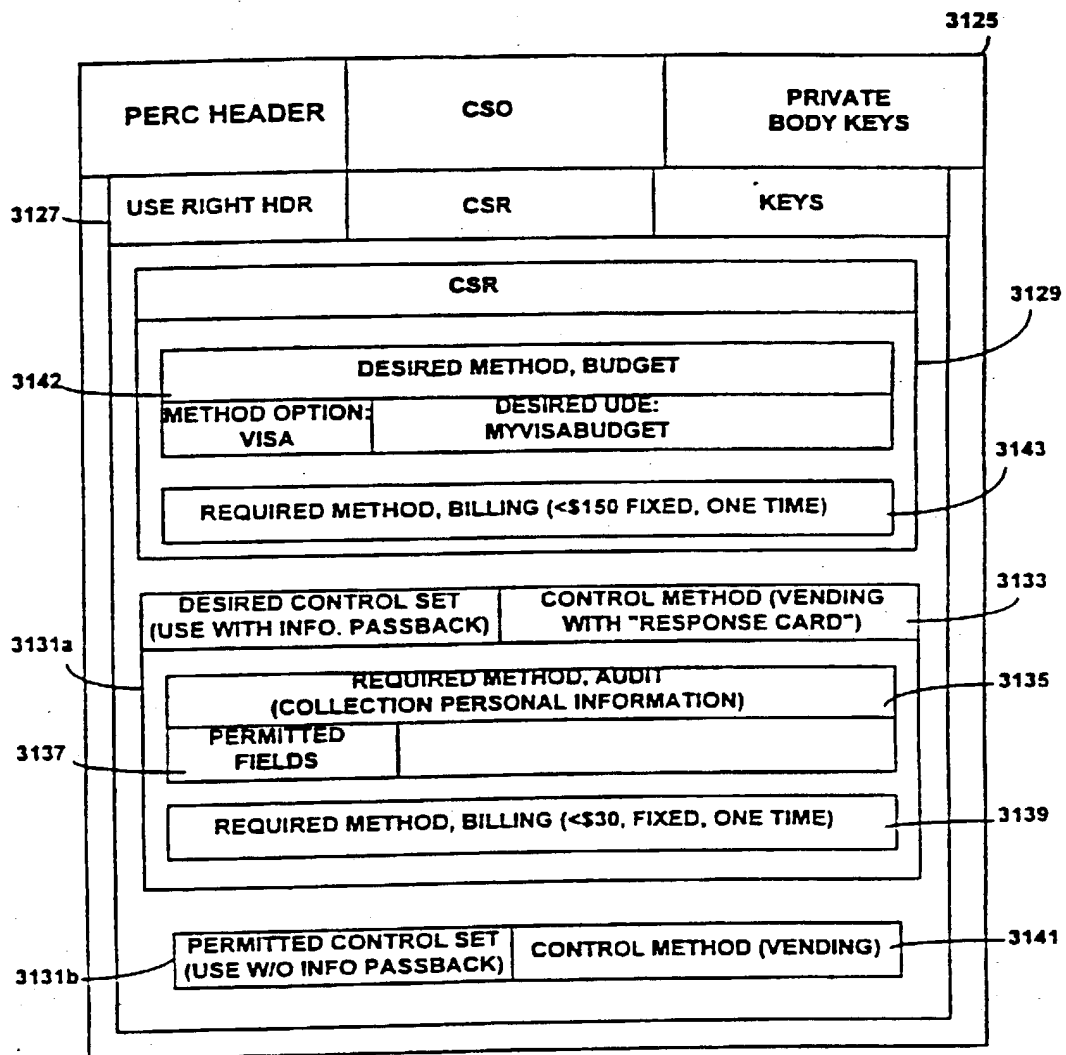 3125
PERC HEADER
CSO
PRIVATE
BODY KEYS
3127
USE RIGHT HDR
CSR
KEYS
CSR
3129
DESIRED METHOD, BUDGET
3142
METHOD OPTION:
VISA
DESIRED UDE:
MYVISABUDGET
3143
REQUIRED METHOD, BILLING (<$150 FIXED, ONE TIME)
3133
DESIRED CONTROL SET
(USE WITH INFO. PASSBACK)
CONTROL METHOD (VENDING
WITH "RESPONSE CARD")
3131a
REQUIRED METHOD, AUDIT
(COLLECTION PERSONAL INFORMATION)
3135
3137
PERMITTED
FIELDS
REQUIRED METHOD, BILLING (<$30, FIXED, ONE TIME)
3139
PERMITTED CONTROL SET
(USE W/O INFO PASSBACK)
CONTROL METHOD (VENDING)
3141
3131b